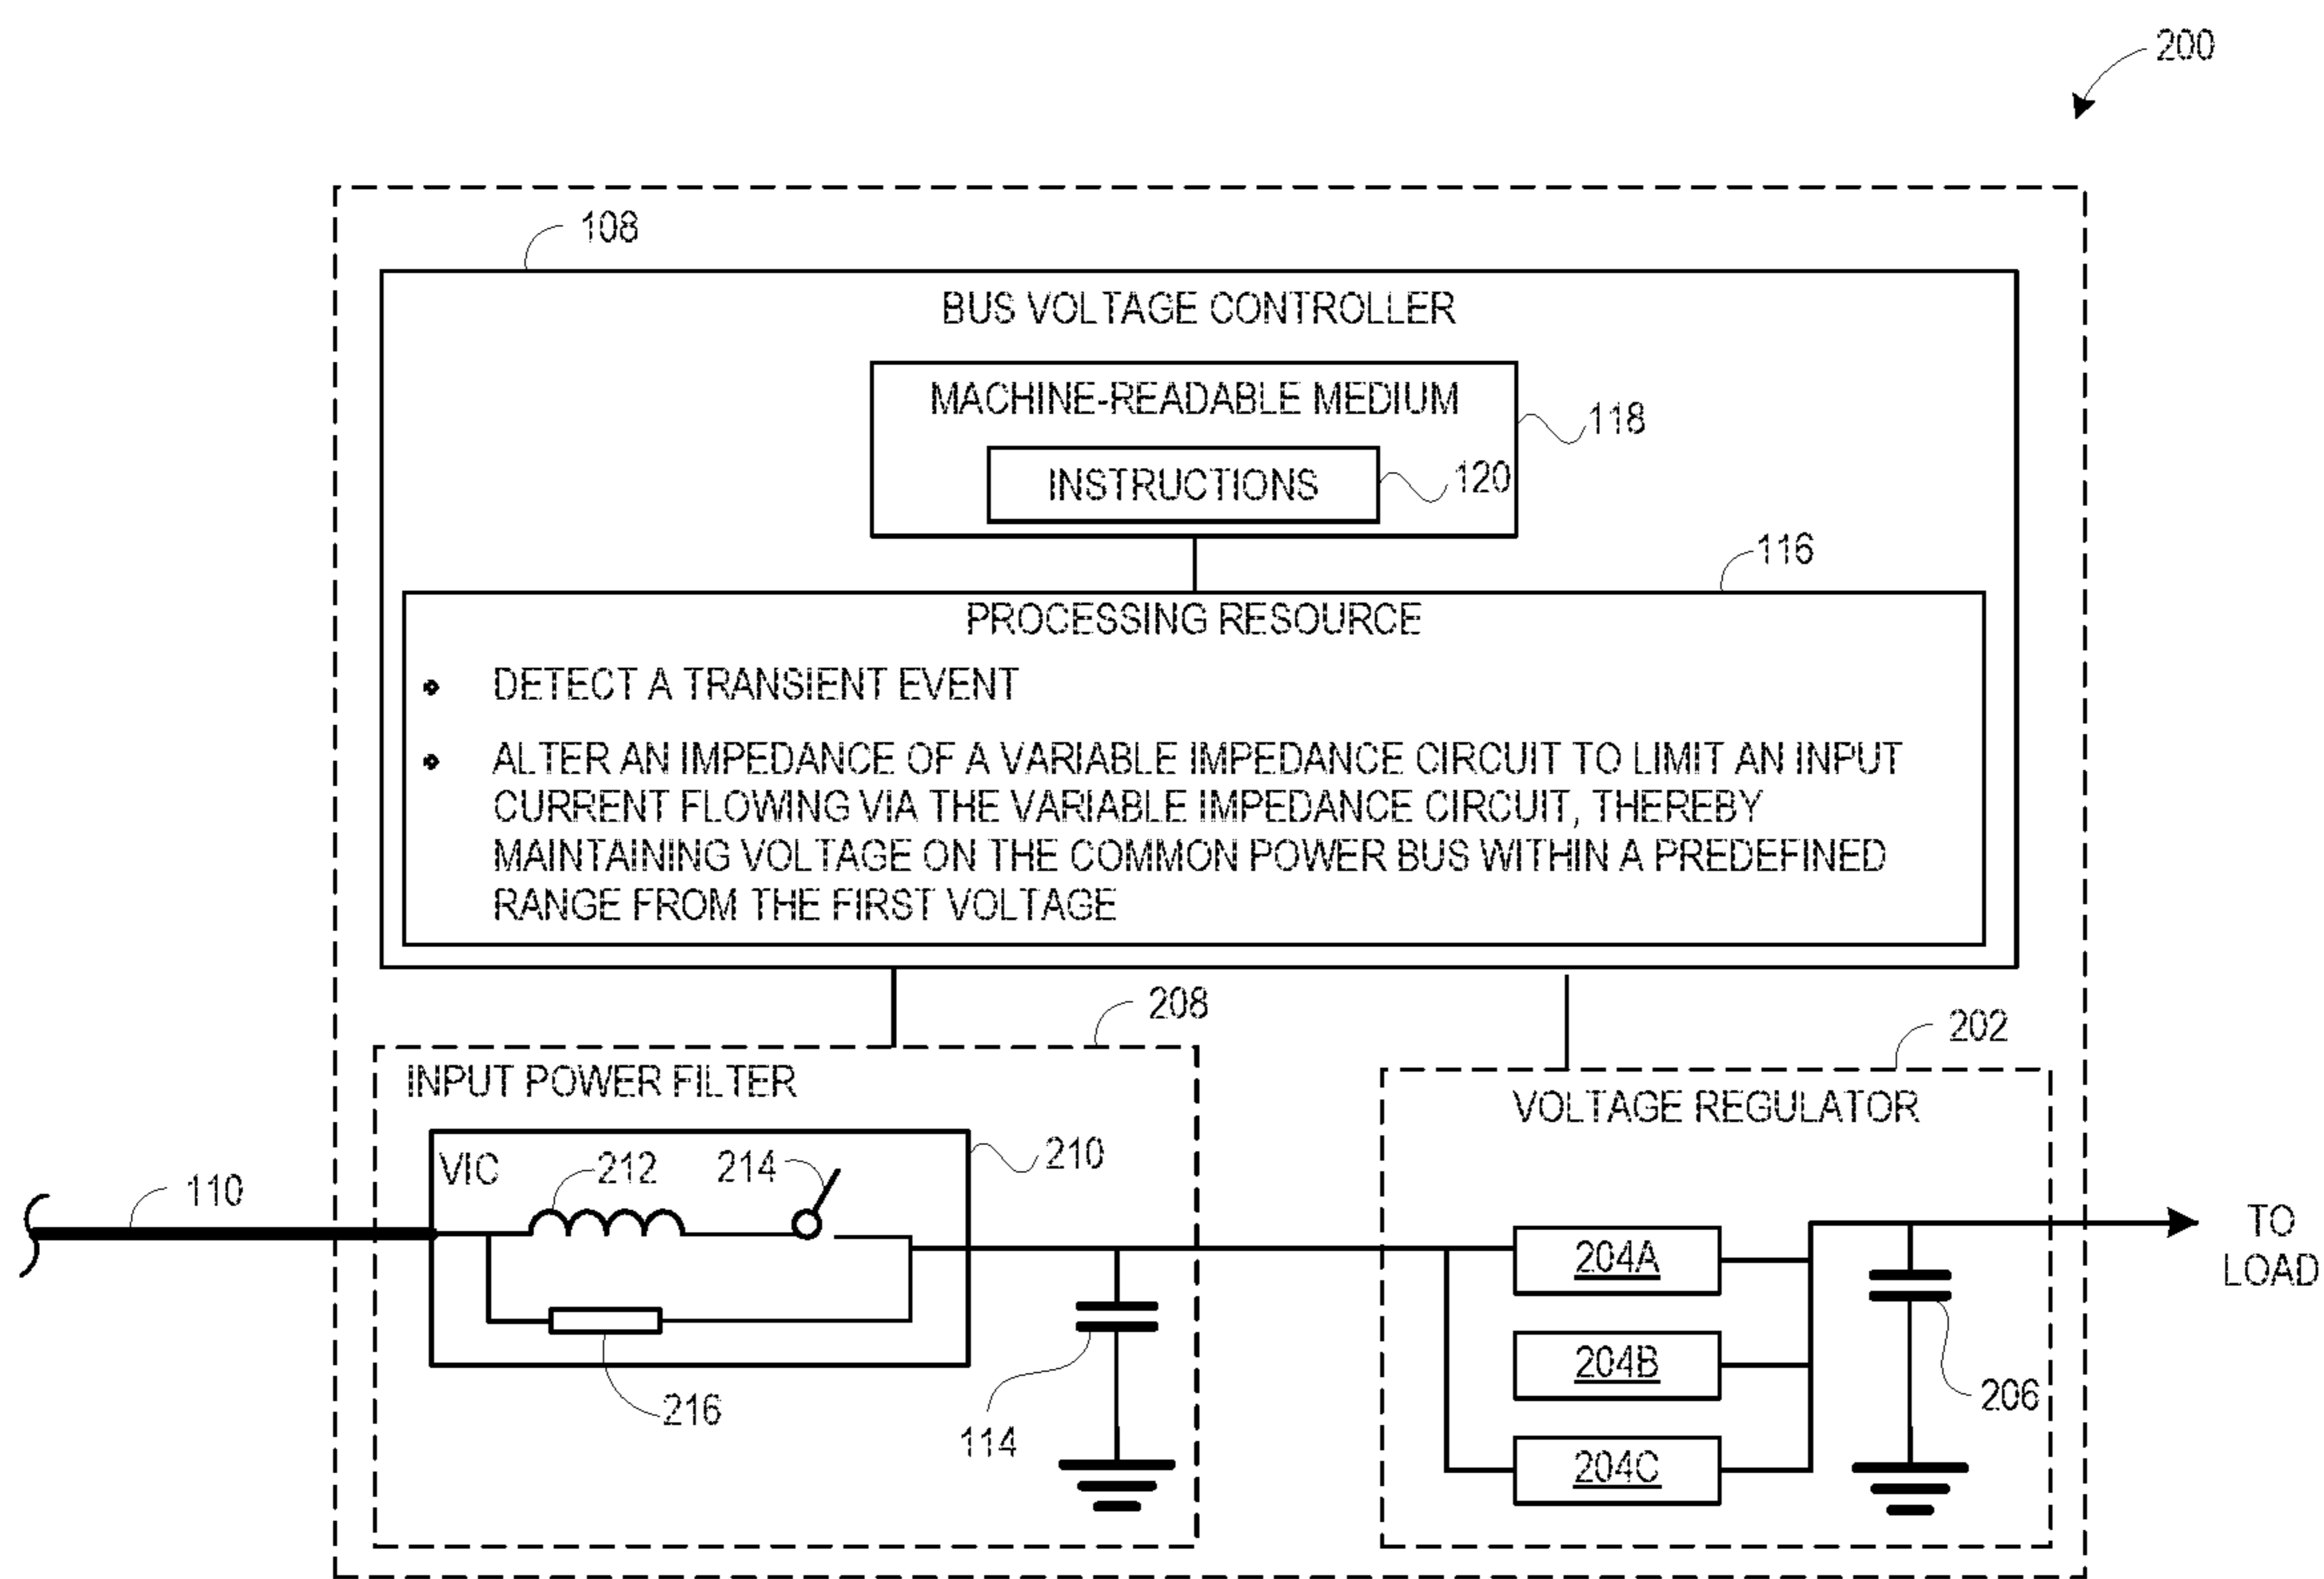 200
108
BUS VOLTAGE CONTROLLER
MACHINE-READABLE MEDIUM
118
INSTRUCTIONS
120
116
PROCESSING RESOURCE
DETECT A TRANSIENT EVENT
ALTER AN IMPEDANCE OF A VARIABLE IMPEDANCE CIRCUIT TO LIMIT AN INPUT
CURRENT FLOWING VIA THE VARIABLE IMPEDANCE CIRCUIT, THEREBY
MAINTAINING VOLTAGE ON THE COMMON POWER BUS WITHIN A PREDEFINED
RANGE FROM THE FIRST VOLTAGE
208
202
INPUT POWER FILTER
VOLTAGE REGULATOR
VIC
212
214
210
110
204A
TO
LOAD
204B
216
206
114
204C